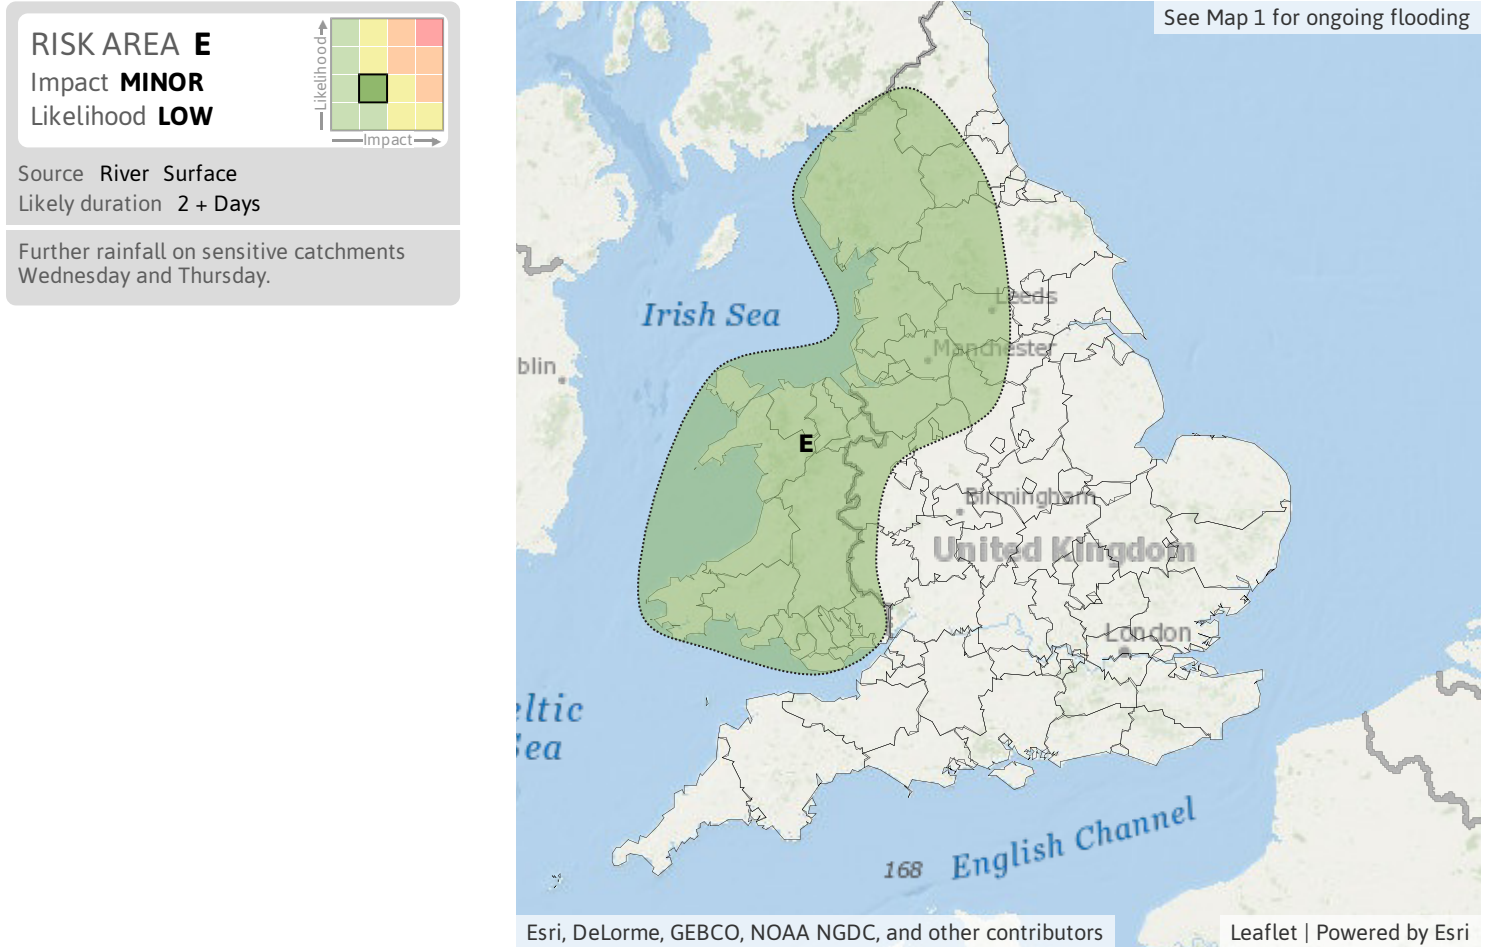 RISK AREA E
Impact MINOR
Likelihood LOW
Likelihood
Impact
Source River Surface
Likely duration 2 + Days
Further rainfall on sensitive catchments
Wednesday and Thursday.
See Map 1 for ongoing flooding
Leeds
Irish Sea
Manchester
blin
E
Birmingham
United Kingdom
London
eltic
Sea
English Channel
168
Esri, DeLorme, GEBCO, NOAA NGDC, and other contributors
Leaflet | Powered by Esri